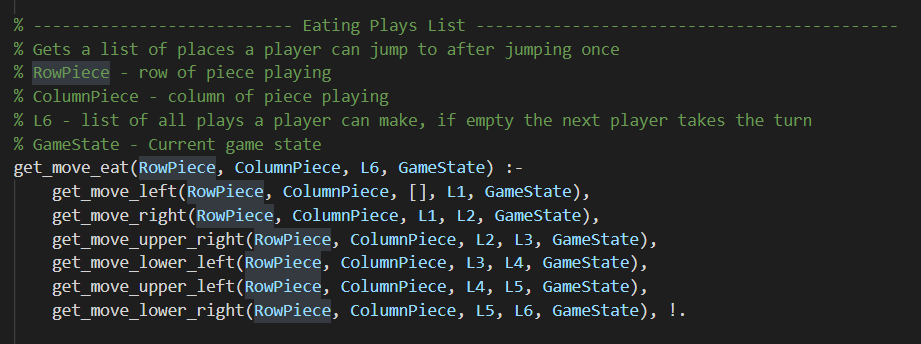 % --------------------------- Eating Plays List ---------------------------------------------
% Gets a list of places a player can jump to after jumping once
% RowPiece - row of piece playing
% ColumnPiece - column of piece playing
% L6 - list of all plays a player can make, if empty the next player takes the turn
% GameState - Current game state
get_move_eat(RowPiece, ColumnPiece, L6, GameState) :-
    get_move_left(RowPiece, ColumnPiece, [], L1, GameState),
    get_move_right(RowPiece, ColumnPiece, L1, L2, GameState),
    get_move_upper_right(RowPiece, ColumnPiece, L2, L3, GameState),
    get_move_lower_left(RowPiece, ColumnPiece, L3, L4, GameState),
    get_move_upper_left(RowPiece, ColumnPiece, L4, L5, GameState),
    get_move_lower_right(RowPiece, ColumnPiece, L5, L6, GameState), !.